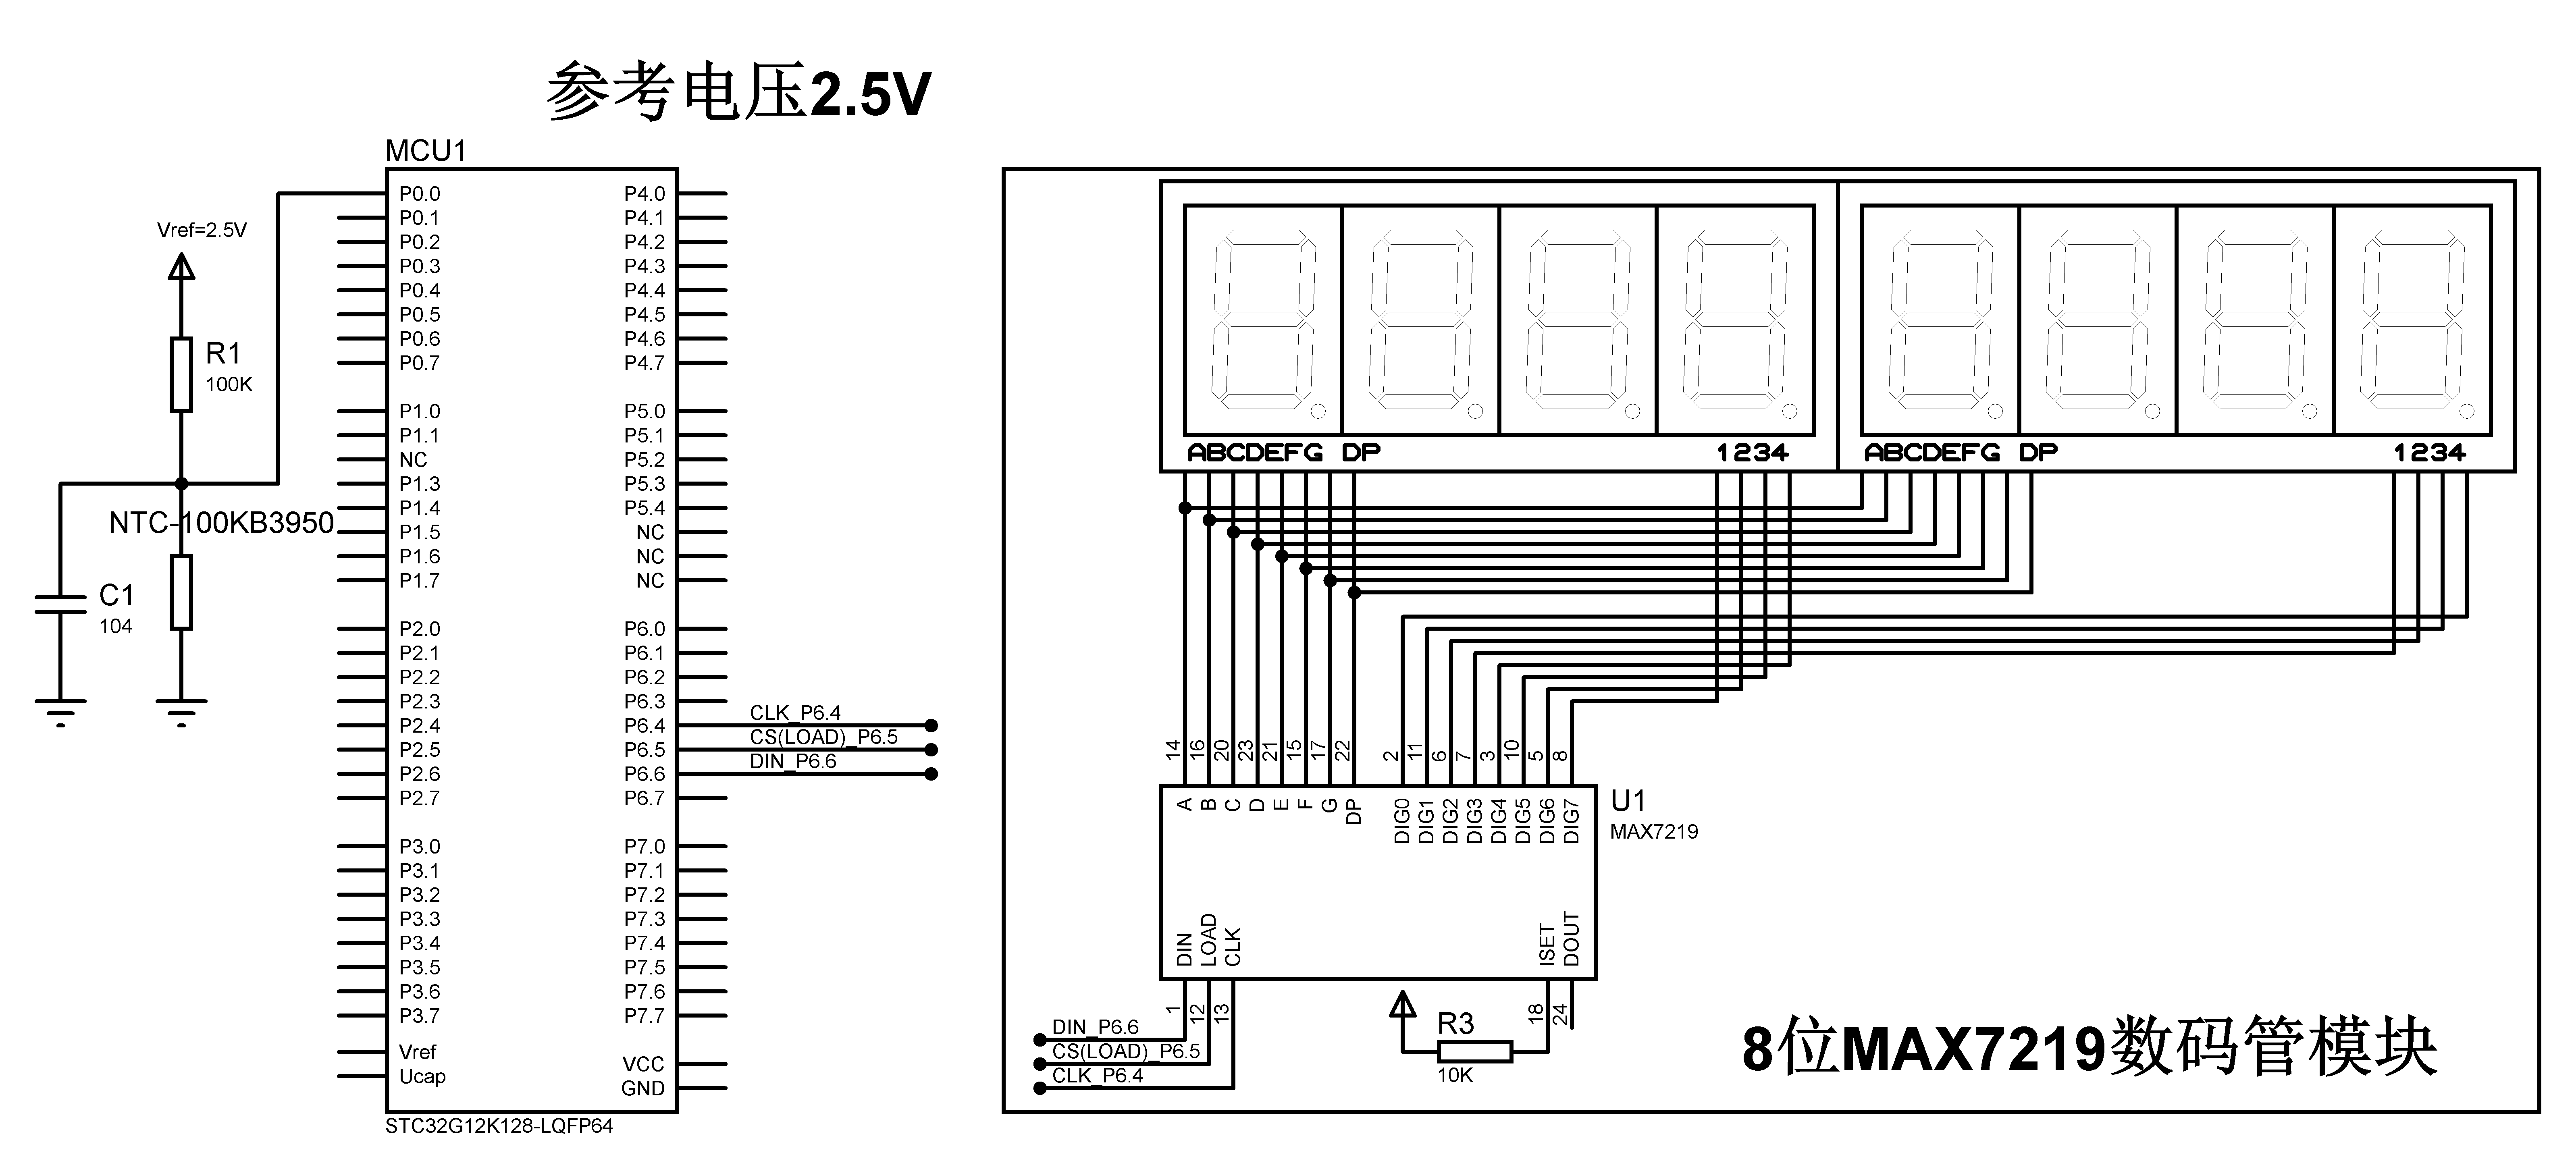 参考电压2.5V
MCU1
Vref=2.5V
R1
100K
NTC-100KB3950
C1
104
P0.0 P4.0
P0.1 P4.1
P0.2 P4.2
P0.3 P4.3
P0.4 P4.4
P0.5 P4.5
P0.6 P4.6
P0.7 P4.7
P1.0 P5.0
P1.1 P5.1
NC P5.2
P1.3 P5.3
P1.4 P5.4
P1.5 NC
P1.6 NC
P1.7 NC
P2.0 P6.0
P2.1 P6.1
P2.2 P6.2
P2.3 P6.3
P2.4 P6.4
P2.5 P6.5
P2.6 P6.6
P2.7 P6.7
P3.0 P7.0
P3.1 P7.1
P3.2 P7.2
P3.3 P7.3
P3.4 P7.4
P3.5 P7.5
P3.6 P7.6
P3.7 P7.7
Vref VCC
Ucap GND
STC32G12K128-LQFP64
CLK_P6.4
CS(LOAD)_P6.5
DIN_P6.6
ABCDEFG DP 1234 ABCDEFG DP 1234
14 16 20 23 21 15 17 22 2 11 6 7 3 10 5 8
A B C D E F G DP DIG0 DIG1 DIG2 DIG3 DIG4 DIG5 DIG6 DIG7
U1
MAX7219
DIN LOAD CLK ISET DOUT
1 12 13 18 24
DIN_P6.6
CS(LOAD)_P6.5
CLK_P6.4
R3
10K
8位MAX7219数码管模块